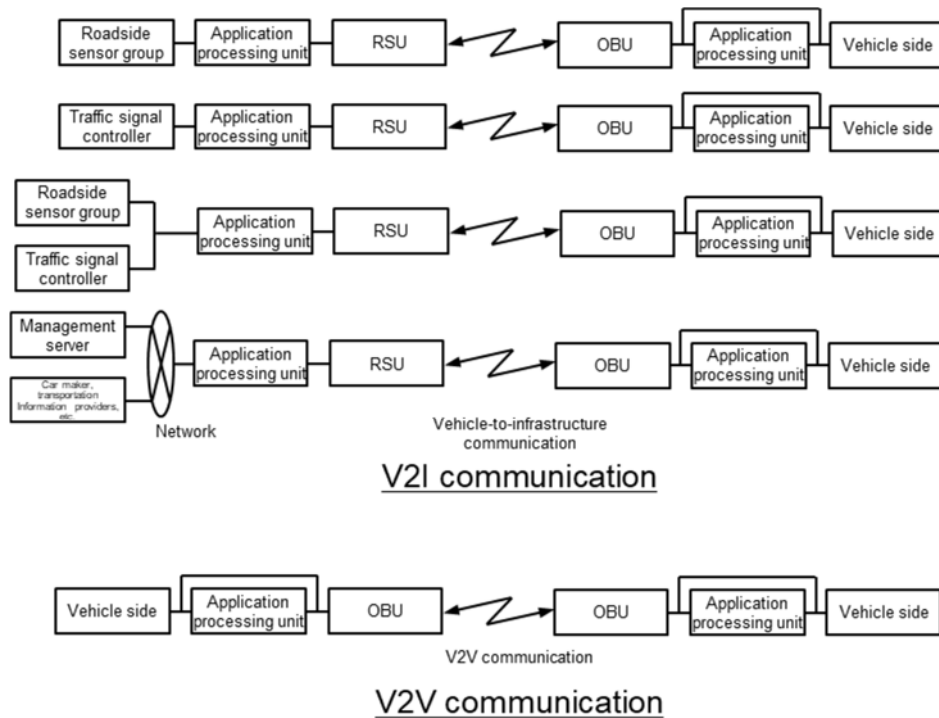 Roadside
sensor group
Application
processing unit
RSU
OBU
Application
processing unit
Vehicle side
Traffic signal
controller
Application
processing unit
RSU
OBU
Application
processing unit
Vehicle side
Roadside
sensor group
Traffic signal
controller
Application
processing unit
RSU
OBU
Application
processing unit
Vehicle side
Management
server
Car maker,
transportation
Information providers,
etc.
Network
Application
processing unit
RSU
OBU
Application
processing unit
Vehicle side
Vehicle-to-infrastructure
communication
V2I communication
Vehicle side
Application
processing unit
OBU
OBU
Application
processing unit
Vehicle side
V2V communication
V2V communication